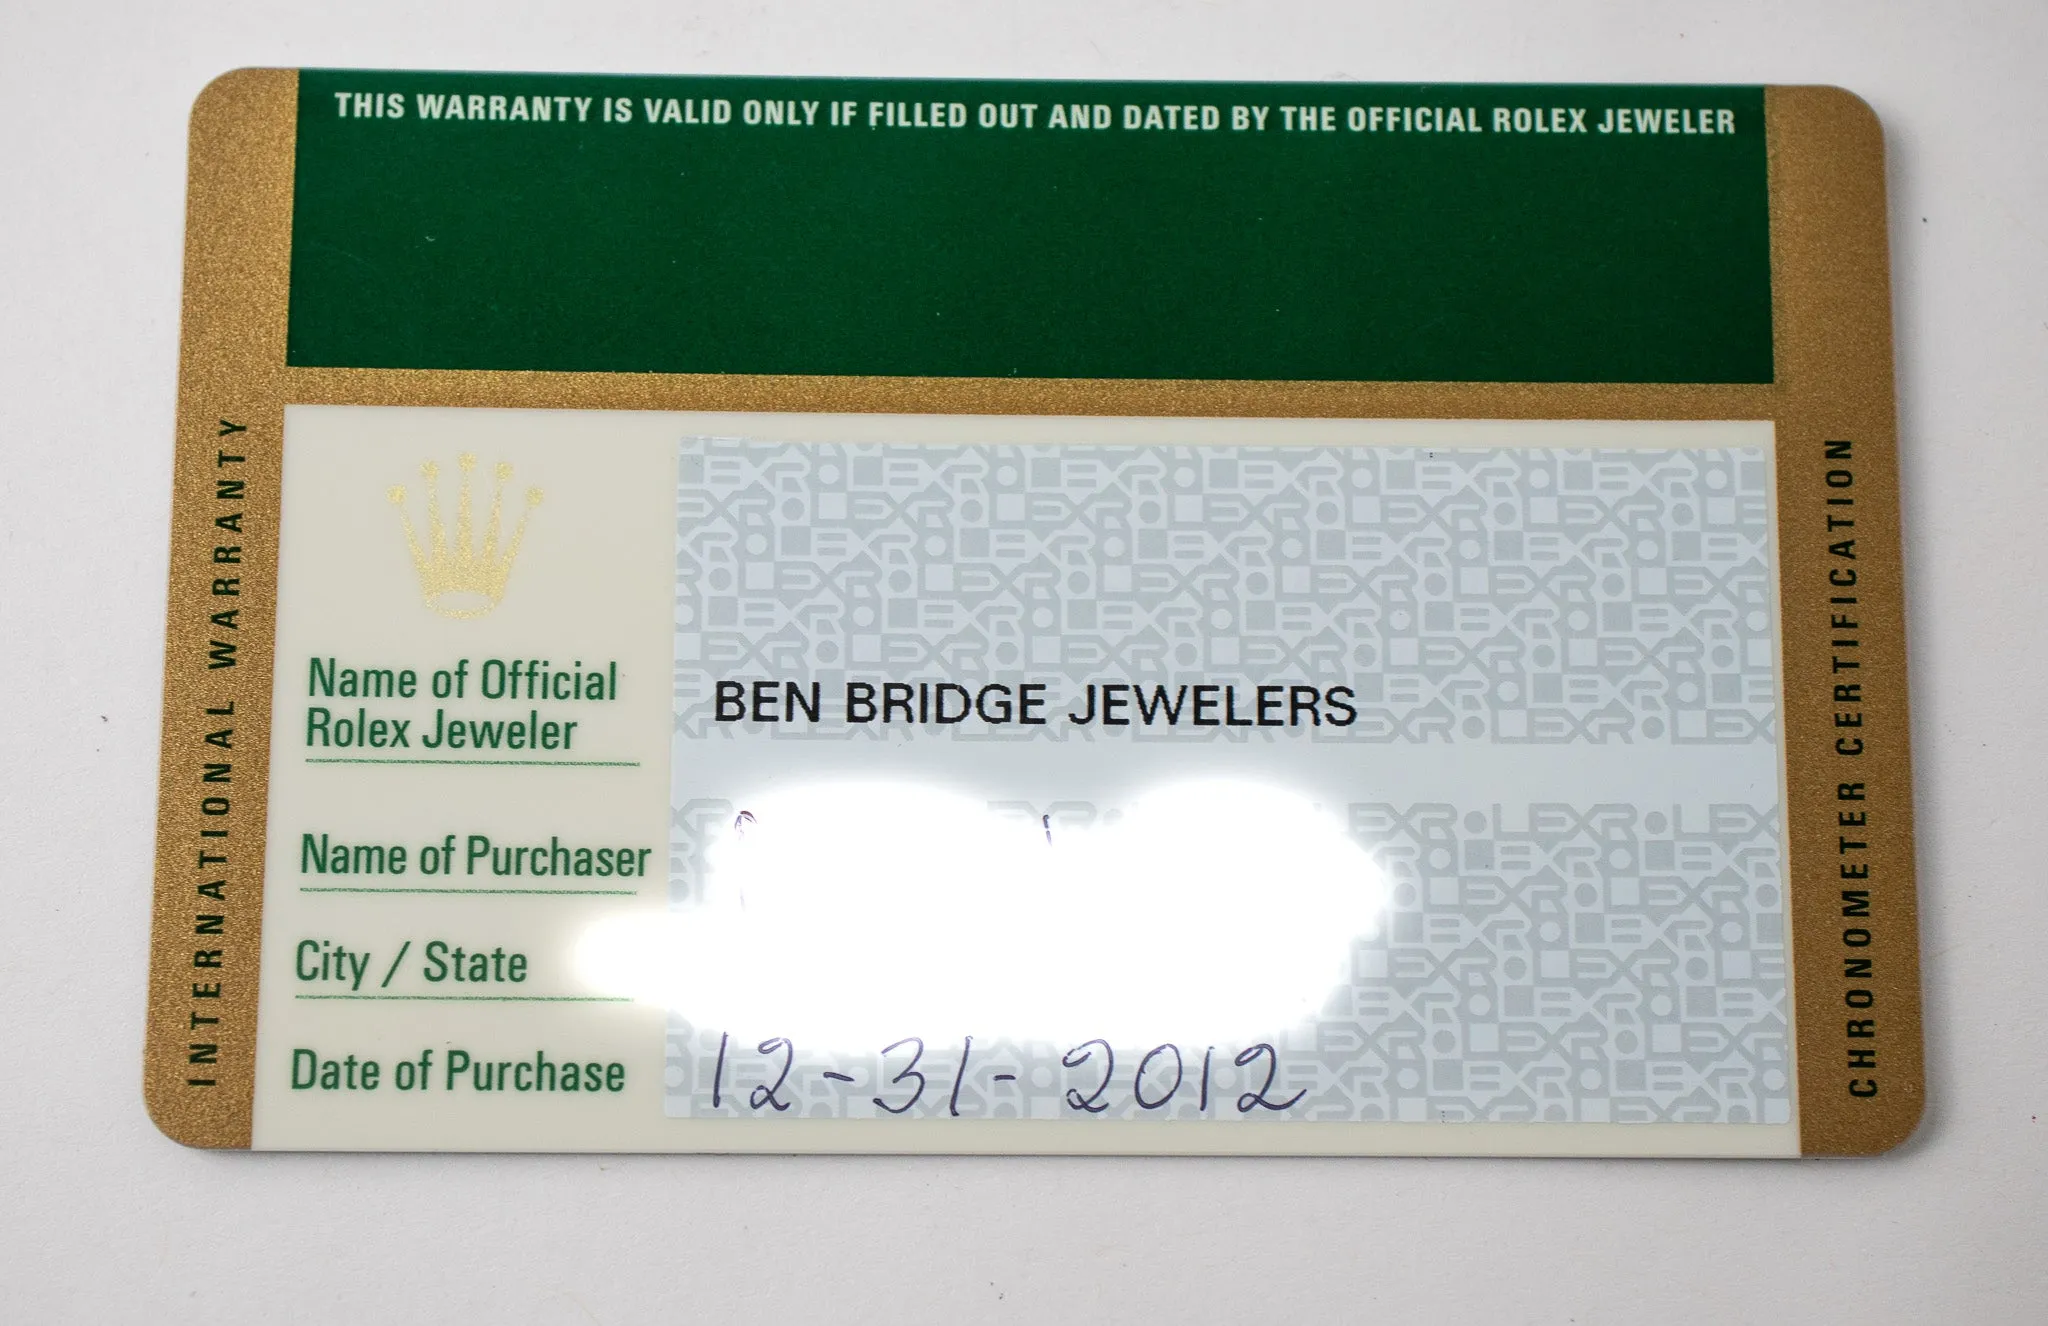 THIS WARRANTY IS VALID ONLY IF FILLED OUT AND DATED BY THE OFFICIAL ROLEX JEWELER
INTERNATIONAL WARRANTY
Name of Official
Rolex Jeweler
BEN BRIDGE JEWELERS
Name of Purchaser
City / State
Date of Purchase
12-31-2012
CHRONOMETER CERTIFICATION